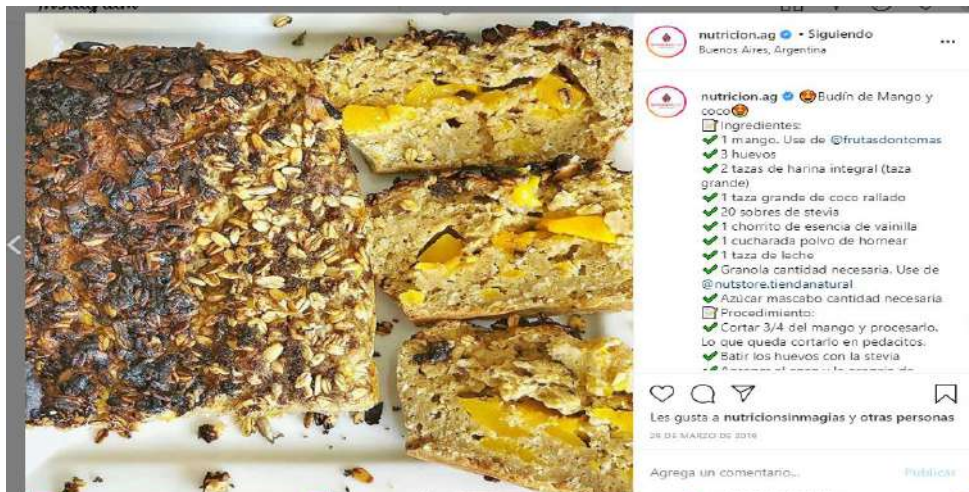 Instagram
nutricion.ag • Siguiendo
Buenos Aires, Argentina
nutricion.ag 😍Budín de Mango y
coco😍
📝Ingredientes:
✔ 1 mango. Use de @frutasdontomas
✔ 3 huevos
✔ 2 tazas de harina integral (taza
grande)
✔ 1 taza grande de coco rallado
✔ 20 sobres de stevia
✔ 1 chorrito de esencia de vainilla
✔ 1 cucharada polvo de hornear
✔ 1 taza de leche
✔ Granola cantidad necesaria. Use de
@nutstore.tiendanatural
✔ Azúcar mascabo cantidad necesaria
📝Procedimiento:
✔ Cortar 3/4 del mango y procesarlo.
Lo que queda cortarlo en pedacitos.
✔ Batir los huevos con la stevia
Les gusta a nutricionsinmagias y otras personas
DE MARZO DE
Agrega un comentario...
Publicar